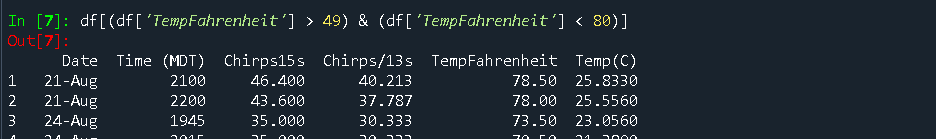 In [7]: df[(df['TempFahrenheit'] > 49) & (df['TempFahrenheit'] < 80)]
Out[7]:
Date Time (MDT) Chirps15s Chirps/13s TempFahrenheit Temp(C)
1 21-Aug 2100 46.400 40.213 78.50 25.8330
2 21-Aug 2200 43.600 37.787 78.00 25.5560
3 24-Aug 1945 35.000 30.333 73.50 23.0560